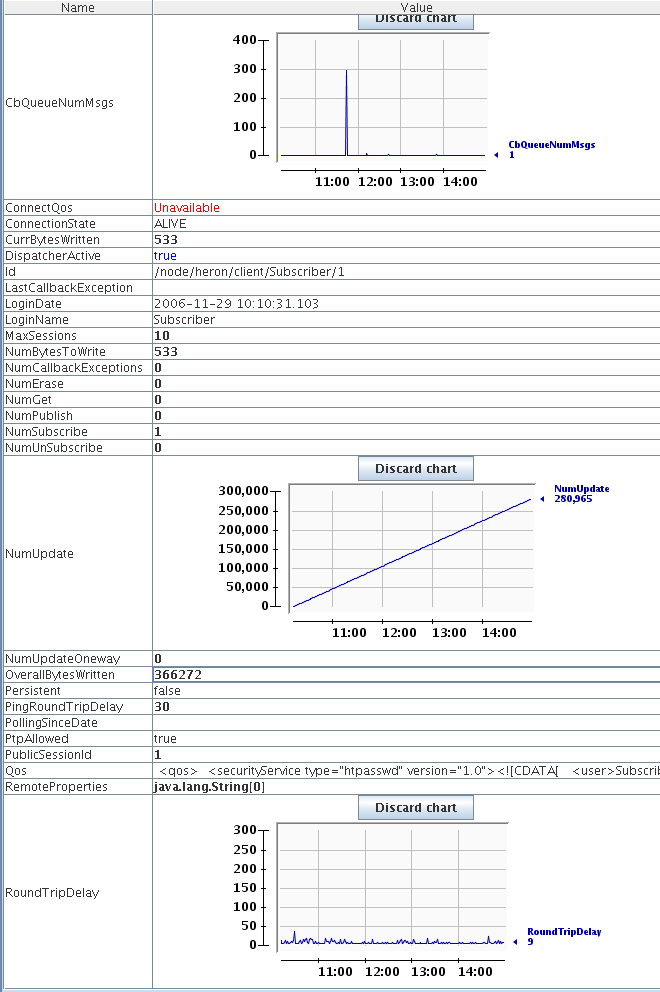 Name Value
Discard chart
CbQueueNumMsgs
400
300
200
100
0
CbQueueNumMsgs
1
11:00 12:00 13:00 14:00
ConnectQos Unavailable
ConnectionState ALIVE
CurrBytesWritten 533
DispatcherActive true
Id /node/heron/client/Subscriber/1
LastCallbackException
LoginDate 2006-11-29 10:10:31.103
LoginName Subscriber
MaxSessions 10
NumBytesToWrite 533
NumCallbackExceptions 0
NumErase 0
NumGet 0
NumPublish 0
NumSubscribe 1
NumUnSubscribe 0
Discard chart
NumUpdate
300,000
250,000
200,000
150,000
100,000
50,000
0
NumUpdate
280,965
11:00 12:00 13:00 14:00
NumUpdateOneway 0
OverallBytesWritten 366272
Persistent false
PingRoundTripDelay 30
PollingSinceDate
PtpAllowed true
PublicSessionId 1
Qos <qos> <securityService type="htpasswd" version="1.0"><![CDATA[ <user>Subscrib
RemoteProperties java.lang.String[0]
Discard chart
RoundTripDelay
300
250
200
150
100
50
0
RoundTripDelay
9
11:00 12:00 13:00 14:00